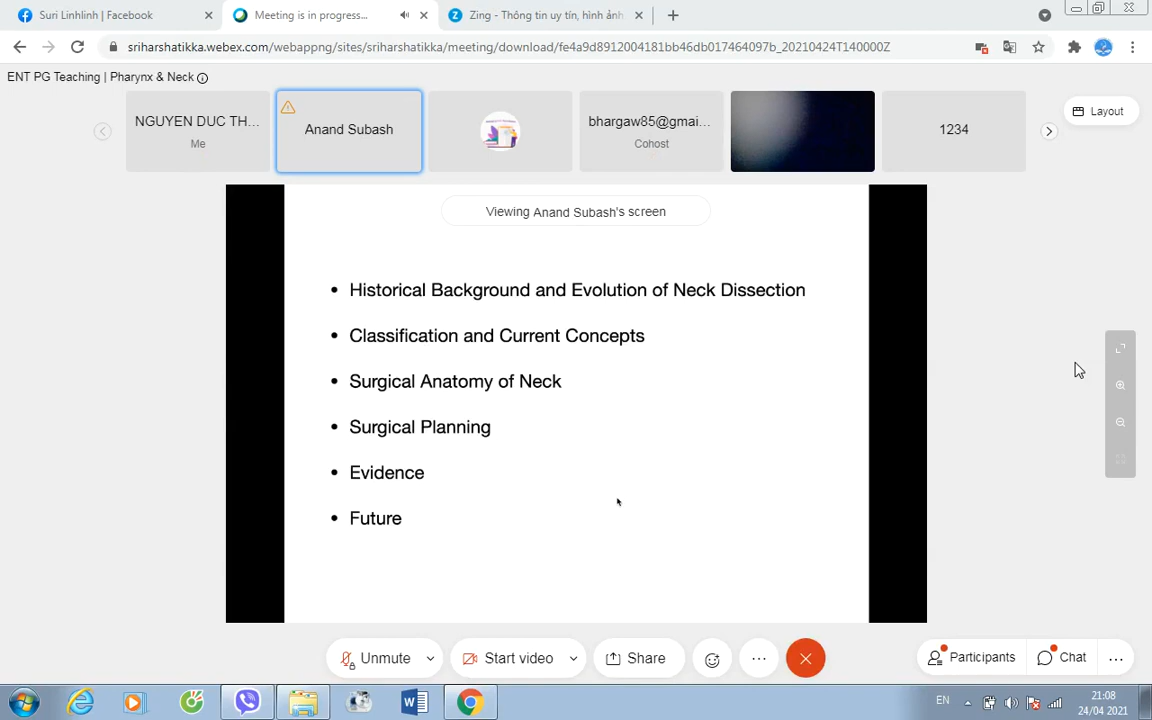 Suri Linhlinh | Facebook
Meeting is in progress...
Zing - Thông tin uy tín, hình ảnh
sriharshatikka.webex.com/webappng/sites/sriharshatikka/meeting/download/fe4a9d8912004181bb46db017464097b_20210424T140000Z
ENT PG Teaching | Pharynx & Neck
NGUYEN DUC TH...
Me
Anand Subash
bhargaw85@gmai...
Cohost
1234
Layout
Viewing Anand Subash's screen
• Historical Background and Evolution of Neck Dissection
• Classification and Current Concepts
• Surgical Anatomy of Neck
• Surgical Planning
• Evidence
• Future
Unmute
Start video
Share
Participants
Chat
EN
21:08
24/04/2021